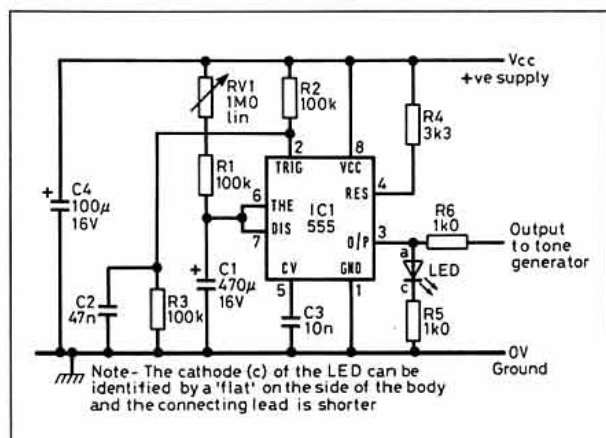 Vcc
+ve supply
RV1
1M0
lin
R2
100k
R4
3k3
R1
100k
2
TRIG
8
VCC
RES
4
C4
+
100µ
16V
6
THE
DIS
7
IC1
555
O/P
3
R6
1k0
Output
to tone
generator
a
LED
c
C2
47n
R3
100k
+
C1
470µ
16V
CV
5
GND
1
C3
10n
R5
1k0
0V
Ground
Note- The cathode (c) of the LED can be
identified by a 'flat' on the side of the body
and the connecting lead is shorter